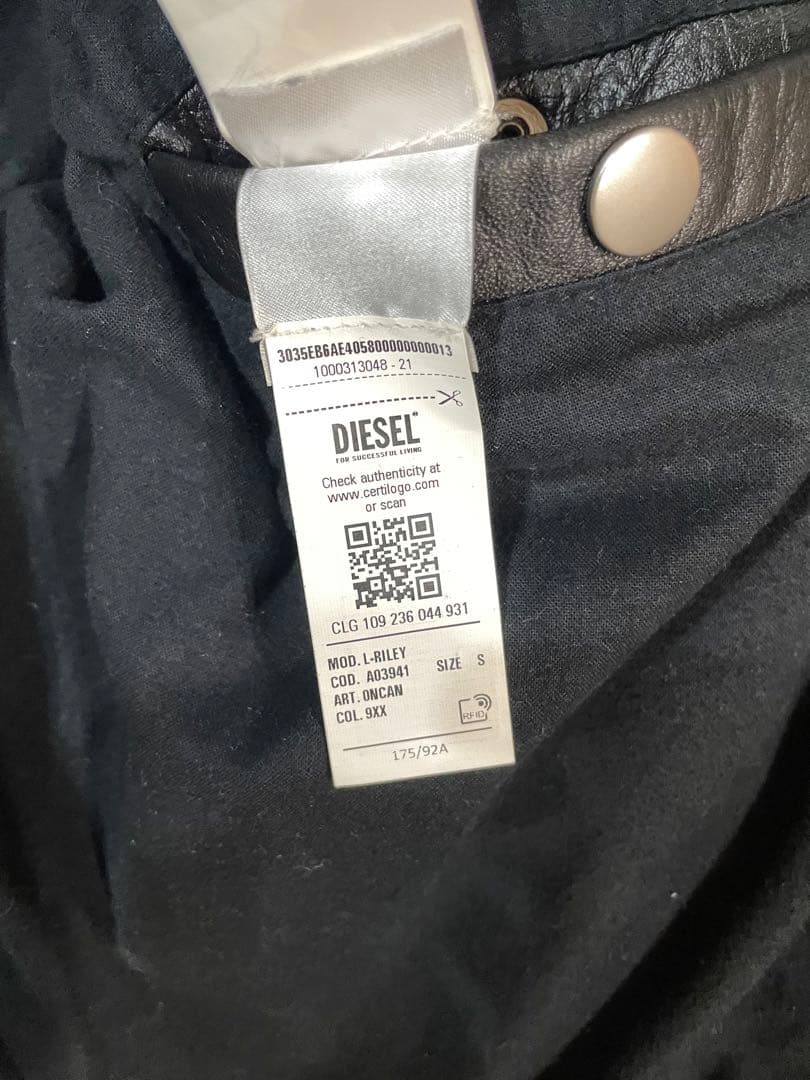 3035EB6AE405800000000013
1000313048 - 21
DIESEL
FOR SUCCESSFUL LIVING
Check authenticity at
www.certilogo.com
or scan
CLG 109 236 044 931
MOD. L-RILEY
COD. A03941
ART. ONCAN
COL. 9XX
SIZE S
RFID
175/92A